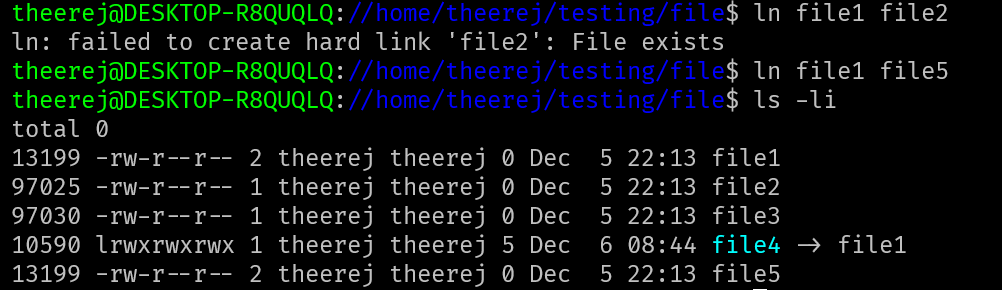 theerej@DESKTOP-R8QUQLQ://home/theerej/testing/file$ ln file1 file2
ln: failed to create hard link 'file2': File exists
theerej@DESKTOP-R8QUQLQ://home/theerej/testing/file$ ln file1 file5
theerej@DESKTOP-R8QUQLQ://home/theerej/testing/file$ ls -li
total 0
13199 -rw-r--r-- 2 theerej theerej 0 Dec  5 22:13 file1
97025 -rw-r--r-- 1 theerej theerej 0 Dec  5 22:13 file2
97030 -rw-r--r-- 1 theerej theerej 0 Dec  5 22:13 file3
10590 lrwxrwxrwx 1 theerej theerej 5 Dec  6 08:44 file4 -> file1
13199 -rw-r--r-- 2 theerej theerej 0 Dec  5 22:13 file5